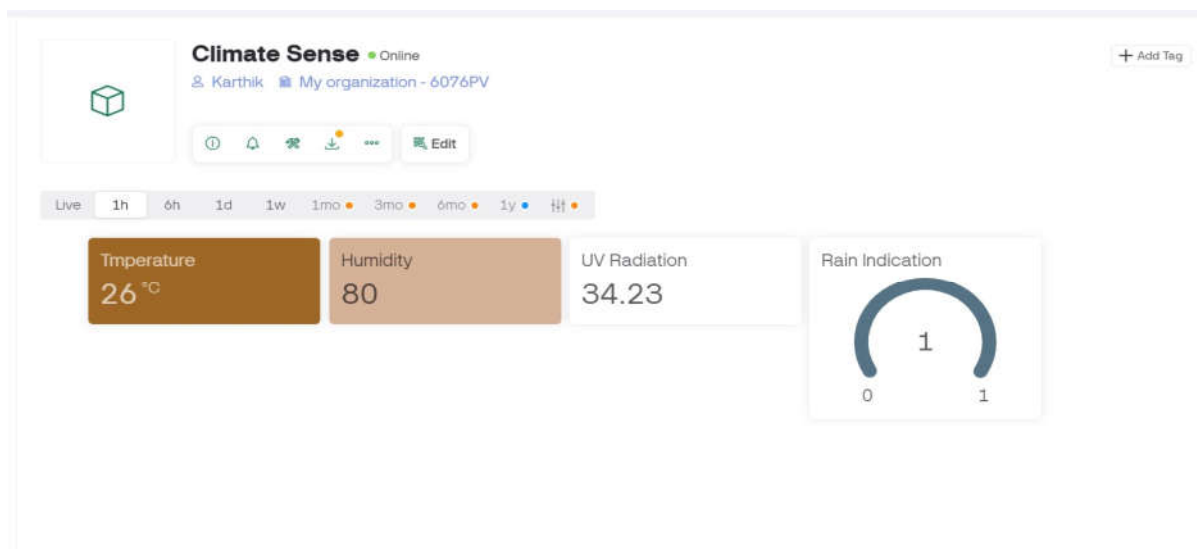 Climate Sense Online
+ Add Tag
Karthik My organization - 6076PV
Edit
Live 1h 6h 1d 1w 1mo 3mo 6mo 1y
Tmperature
26 °C
Humidity
80
UV Radiation
34.23
Rain Indication
1
0 1